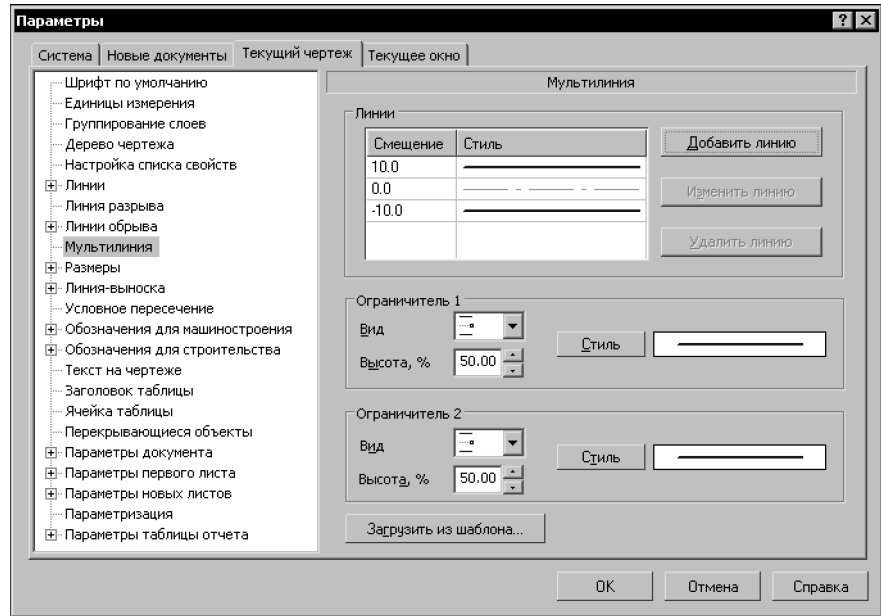 Параметры
Система Новые документы Текущий чертеж Текущее окно
Шрифт по умолчанию
Единицы измерения
Группирование слоев
Дерево чертежа
Настройка списка свойств
Линии
Линия разрыва
Линии обрыва
Мультилиния
Размеры
Линия-выноска
Условное пересечение
Обозначения для машиностроения
Обозначения для строительства
Текст на чертеже
Заголовок таблицы
Ячейка таблицы
Перекрывающиеся объекты
Параметры документа
Параметры первого листа
Параметры новых листов
Параметризация
Параметры таблицы отчета
Мультилиния
Линии
Смещение Стиль
10.0
0.0
-10.0
Добавить линию
Изменить линию
Удалить линию
Ограничитель 1
Вид
Высота, % 50.00
Стиль
Ограничитель 2
Вид
Высота, % 50.00
Стиль
Загрузить из шаблона...
OK Отмена Справка